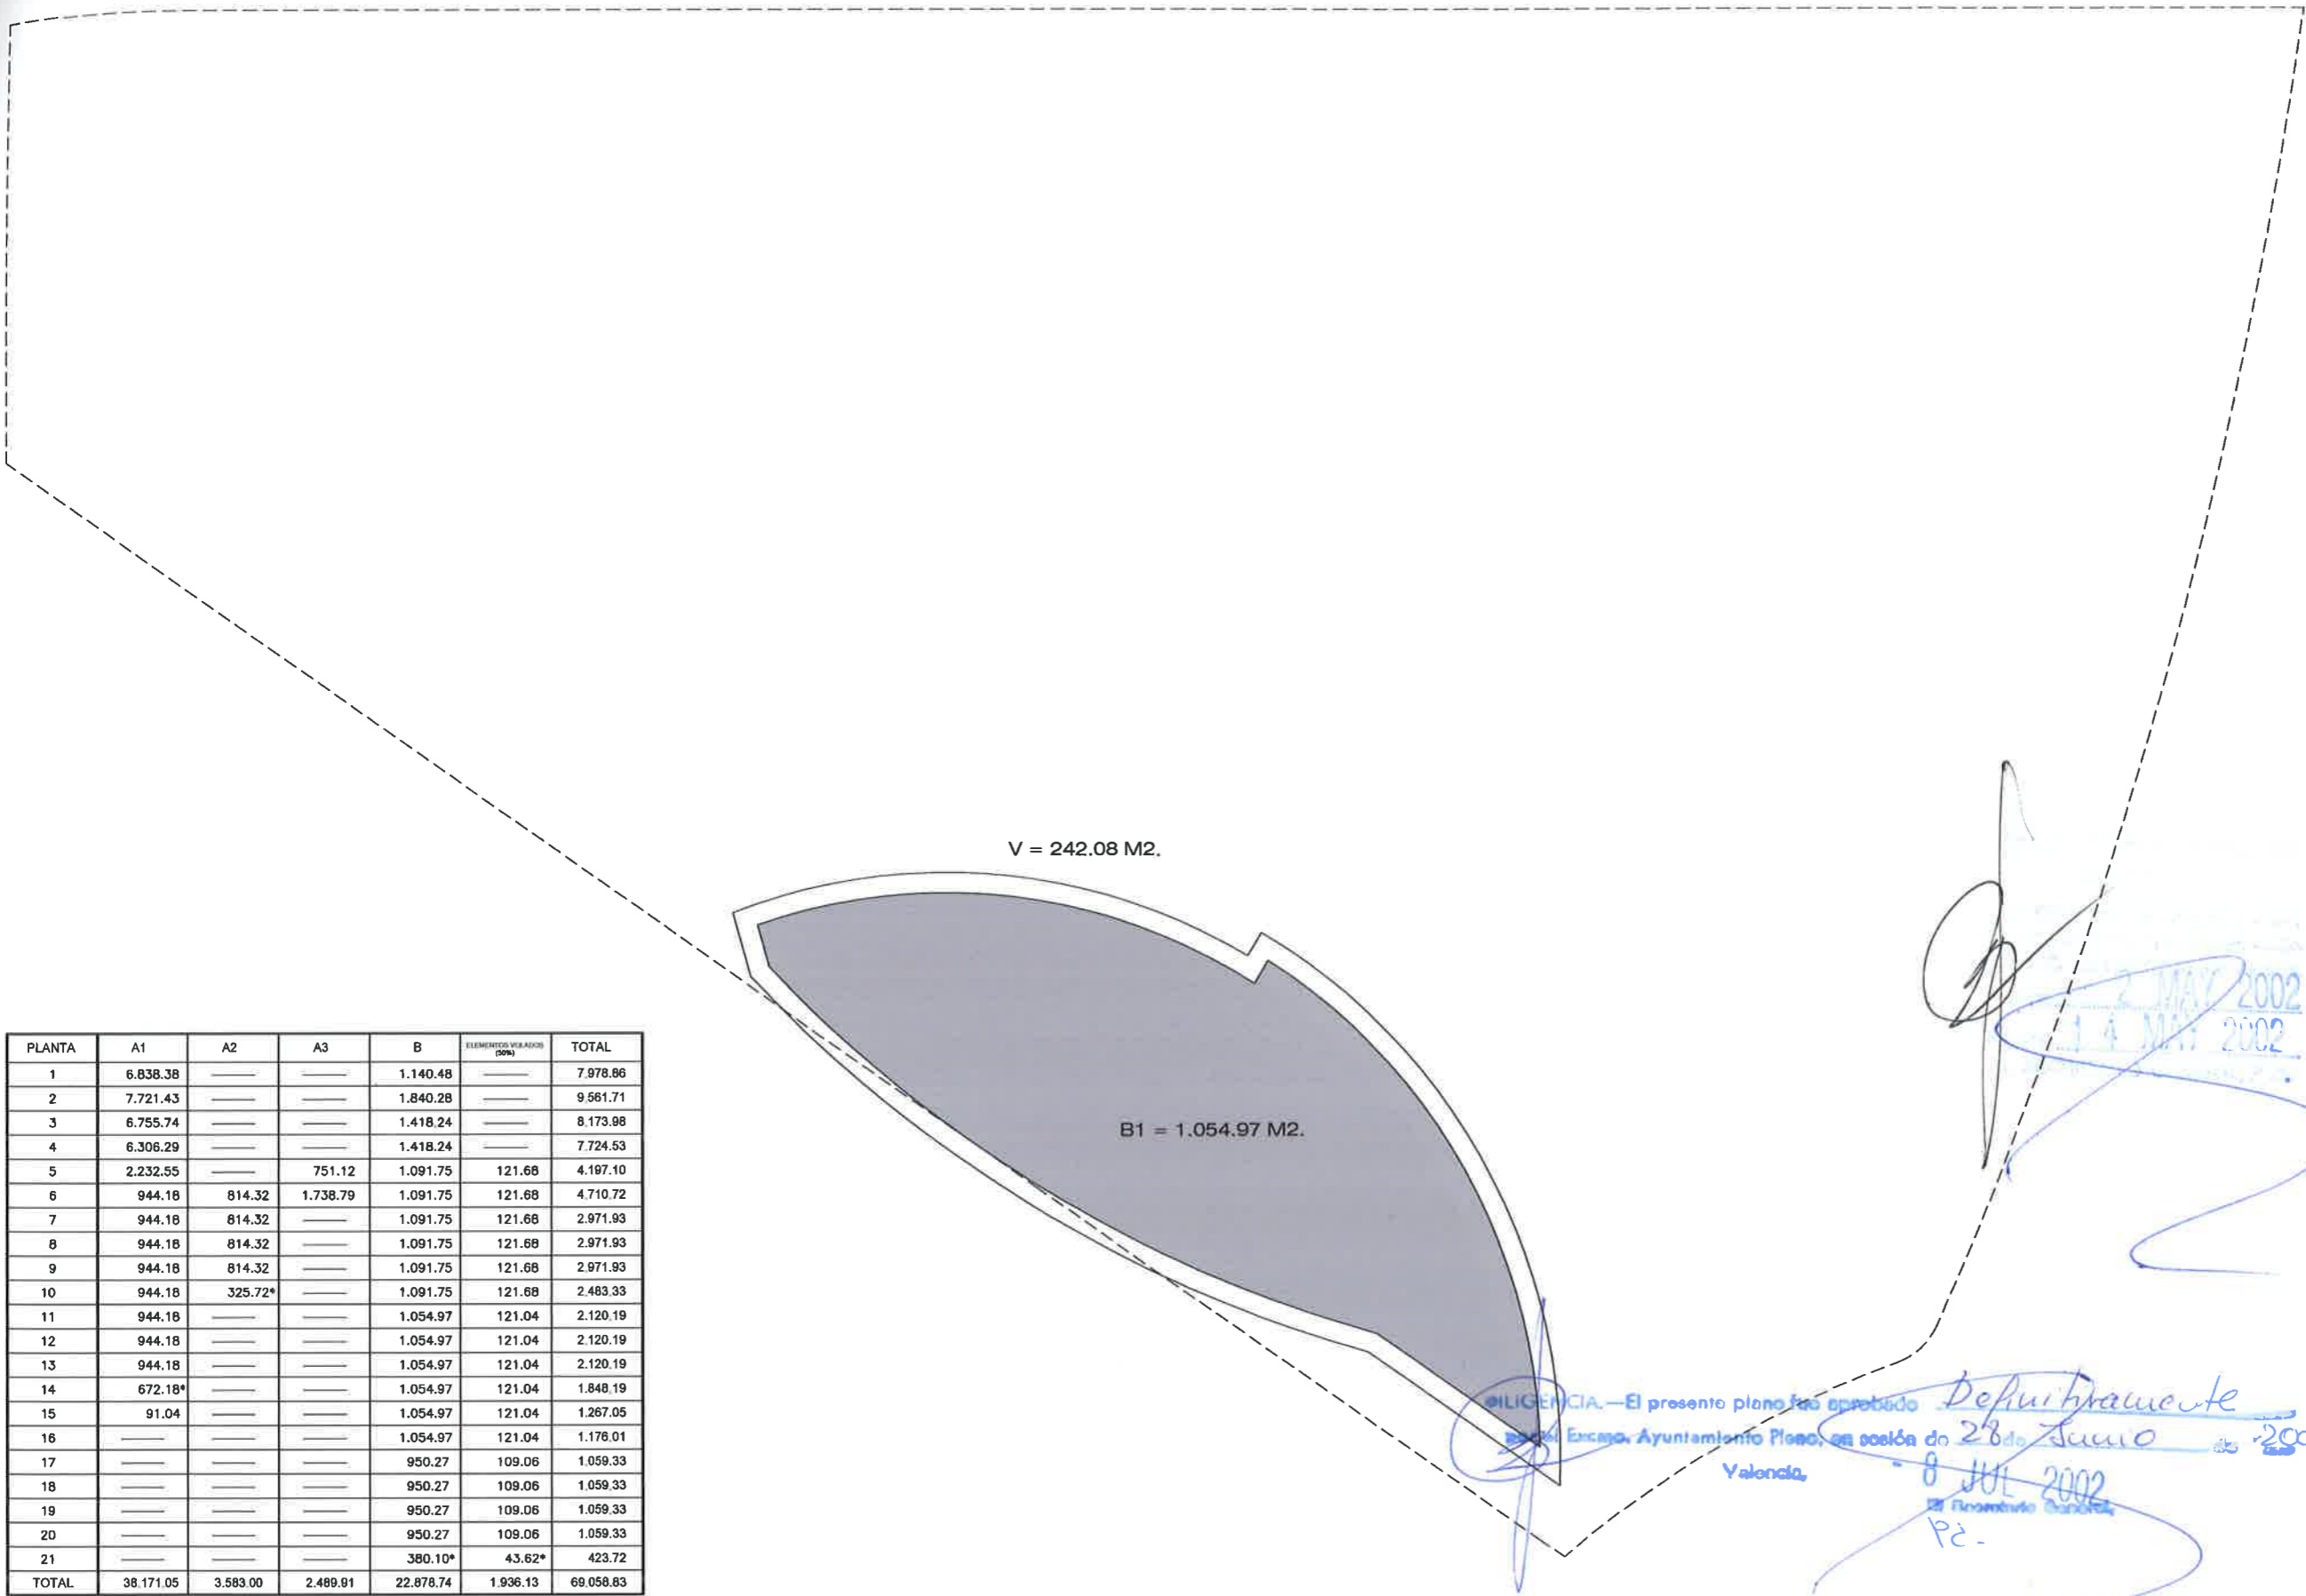 V = 242.08 M2.
B1 = 1.054.97 M2.
PLANTA A1 A2 A3 B ELEMENTOS VOLADOS (50%) TOTAL
1 6.838.38 —— —— 1.140.48 —— 7.978.86
2 7.721.43 —— —— 1.840.28 —— 9.561.71
3 6.755.74 —— —— 1.418.24 —— 8.173.98
4 6.306.29 —— —— 1.418.24 —— 7.724.53
5 2.232.55 —— 751.12 1.091.75 121.68 4.197.10
6 944.18 814.32 1.738.79 1.091.75 121.68 4.710.72
7 944.18 814.32 —— 1.091.75 121.68 2.971.93
8 944.18 814.32 —— 1.091.75 121.68 2.971.93
9 944.18 814.32 —— 1.091.75 121.68 2.971.93
10 944.18 325.72* —— 1.091.75 121.68 2.483.33
11 944.18 —— —— 1.054.97 121.04 2.120.19
12 944.18 —— —— 1.054.97 121.04 2.120.19
13 944.18 —— —— 1.054.97 121.04 2.120.19
14 672.18* —— —— 1.054.97 121.04 1.848.19
15 91.04 —— —— 1.054.97 121.04 1.267.05
16 —— —— —— 1.054.97 121.04 1.176.01
17 —— —— —— 950.27 109.06 1.059.33
18 —— —— —— 950.27 109.06 1.059.33
19 —— —— —— 950.27 109.06 1.059.33
20 —— —— —— 950.27 109.06 1.059.33
21 —— —— —— 380.10* 43.62* 423.72
TOTAL 38.171.05 3.583.00 2.489.91 22.878.74 1.936.13 69.058.83
2 MAY 2002
14 MAY 2002
DILIGENCIA.—El presente plano fue aprobado Definitivamente
Excmo. Ayuntamiento Pleno, en sesión de 28 de Junio de 200
Valencia,
- 8 JUL 2002
El Secretario General,